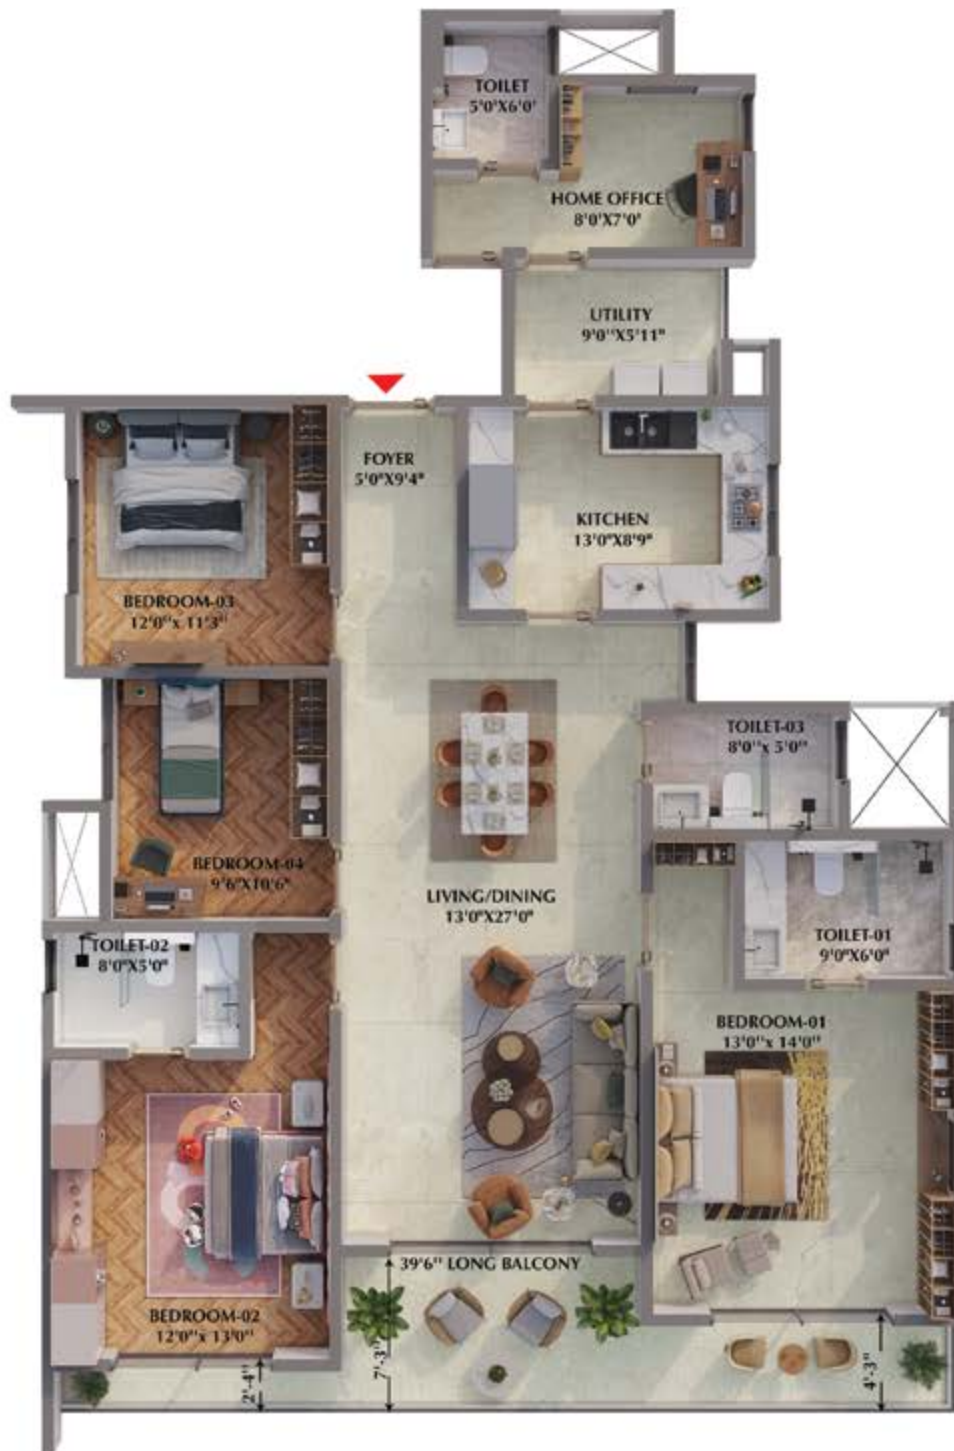 TOILET
5'0'X6'0'
HOME OFFICE
8'0'X7'0"
UTILITY
9'0''X5'11"
FOYER
5'0"X9'4"
KITCHEN
13'0"X8'9"
BEDROOM-03
12'0''x 11'3''
TOILET-03
8'0''x 5'0''
BEDROOM-04
9'6"X10'6"
LIVING/DINING
13'0"X27'0"
TOILET-02
8'0"X5'0"
TOILET-01
9'0"X6'0"
BEDROOM-01
13'0''x 14'0''
39'6'' LONG BALCONY
BEDROOM-02
12'0''x 13'0''
2'-4''
7'-3''
4'-3''